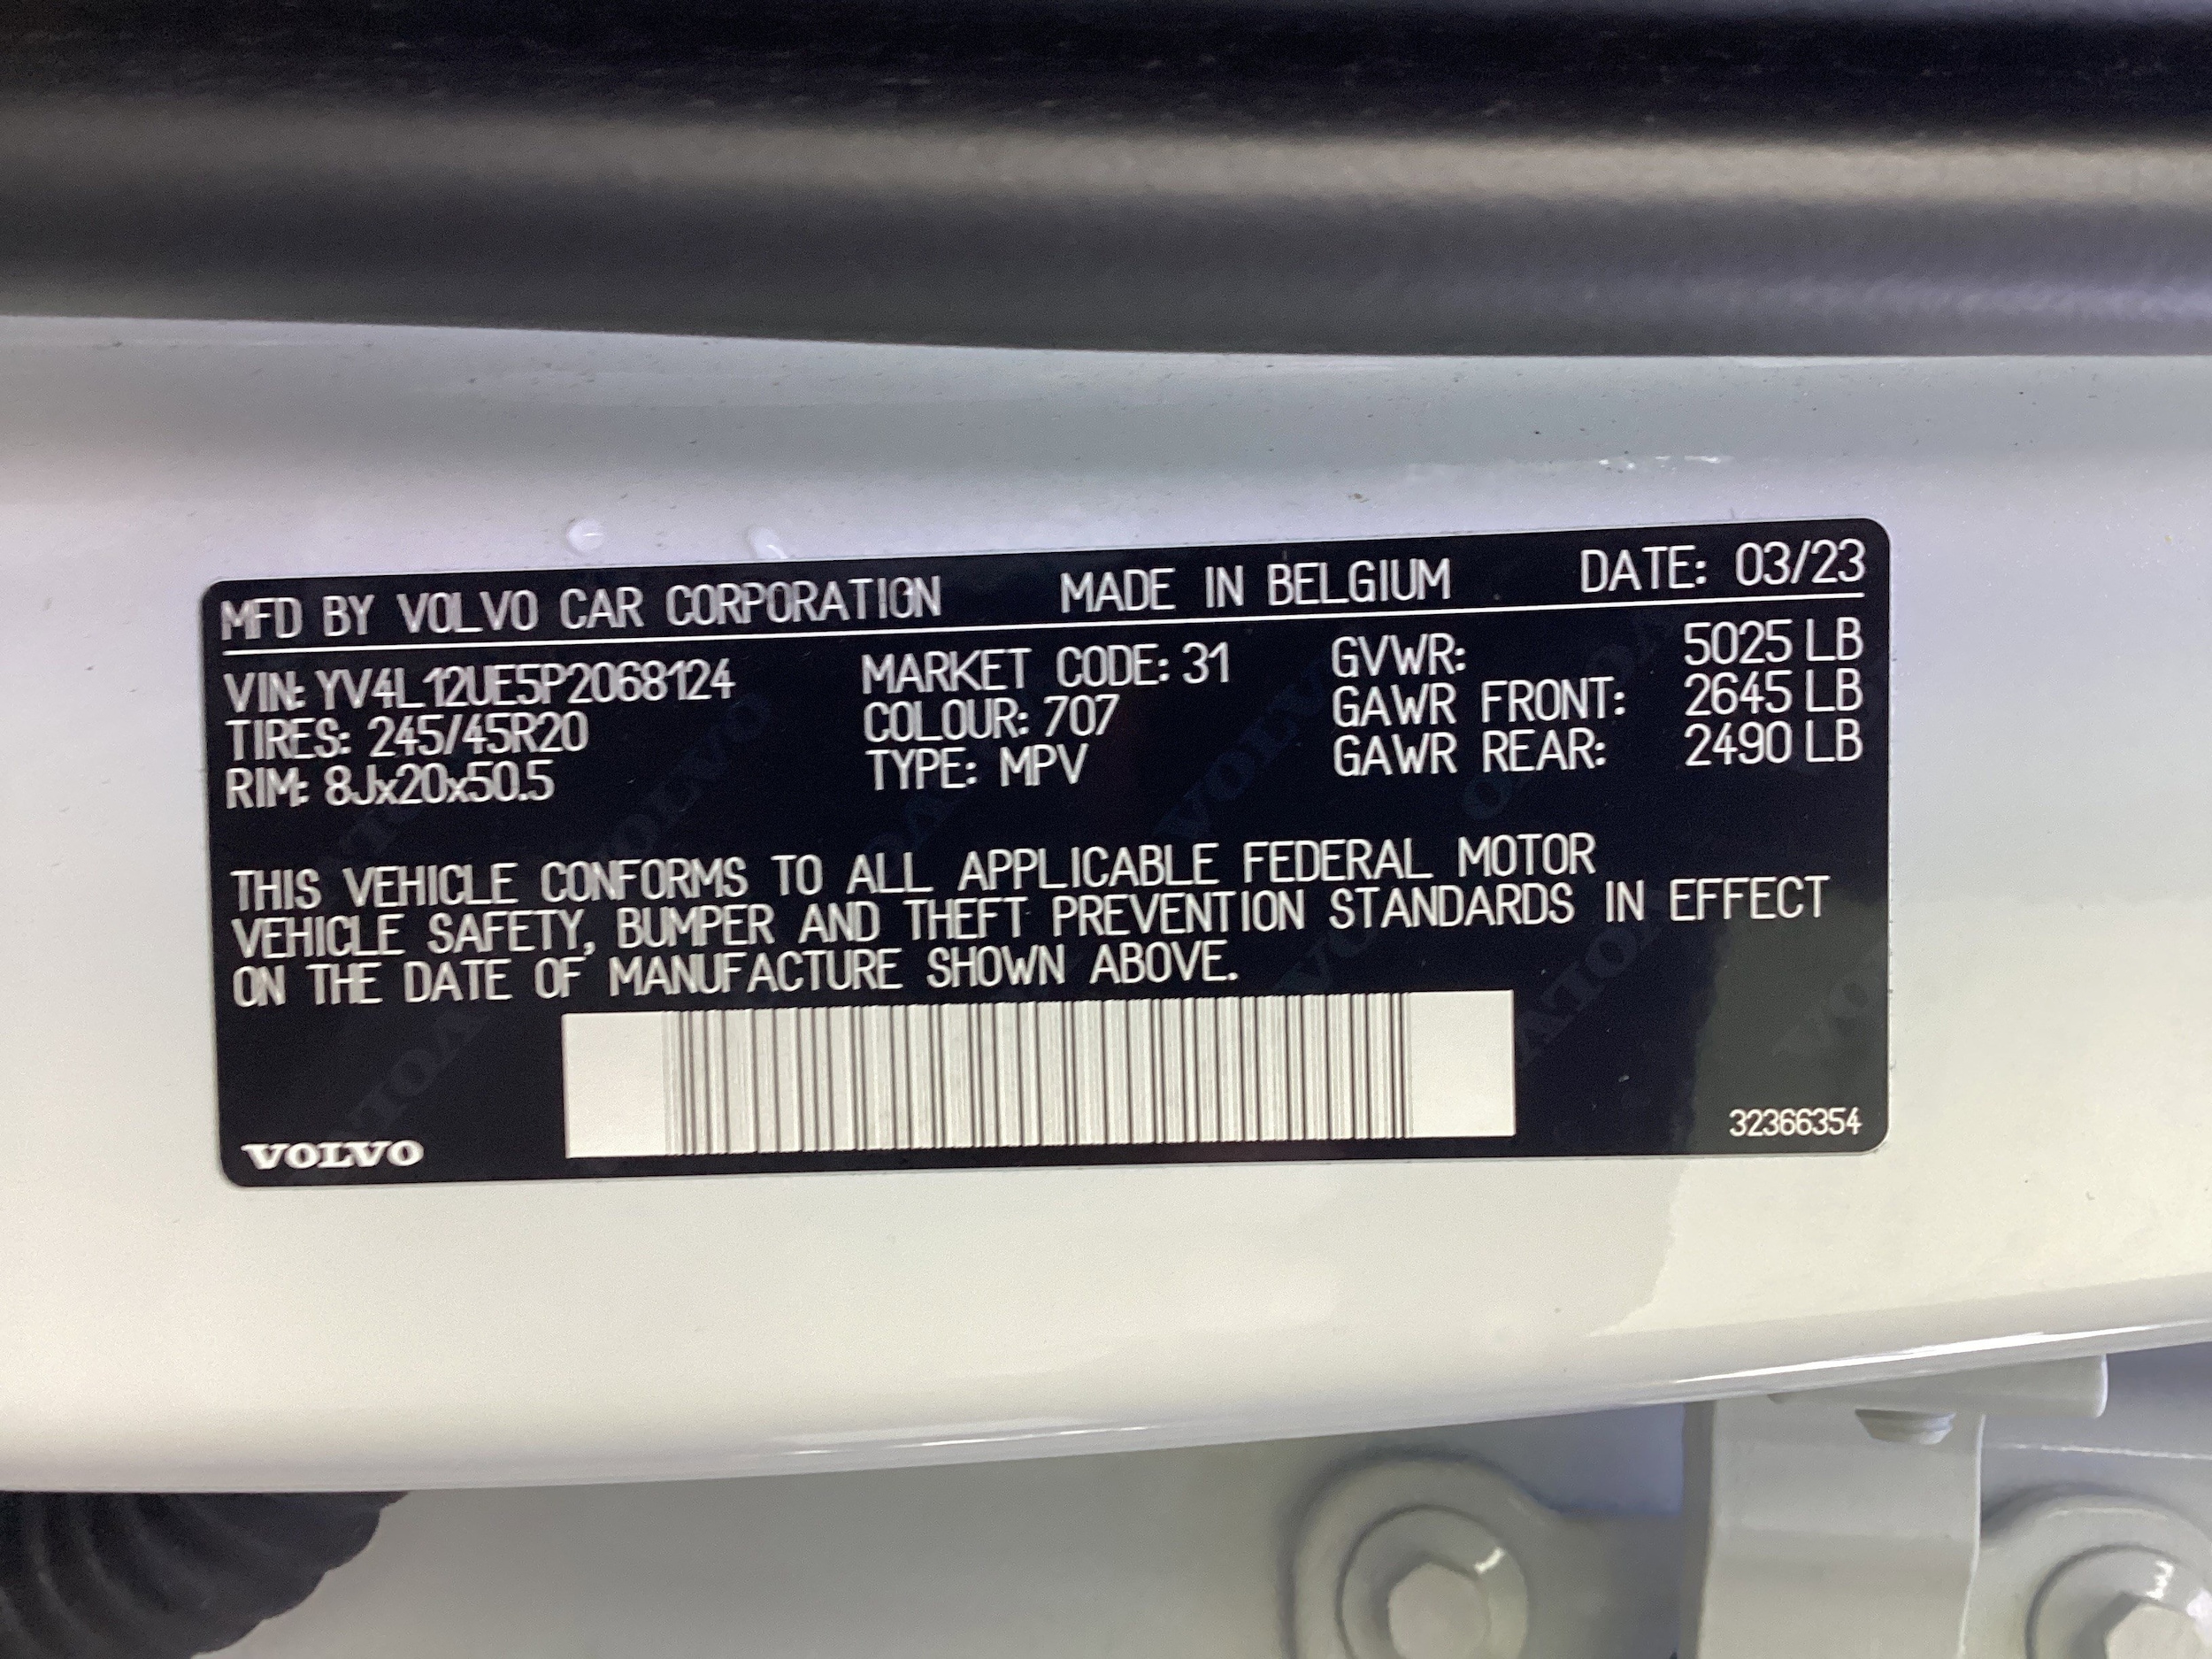 MFD BY VOLVO CAR CORPORATION MADE IN BELGIUM DATE: 03/23
VIN: YV4L12UE5P2068124 MARKET CODE: 31 GVWR: 5025 LB
TIRES: 245/45R20 COLOUR: 707 GAWR FRONT: 2645 LB
RIM: 8Jx20x50.5 TYPE: MPV GAWR REAR: 2490 LB
THIS VEHICLE CONFORMS TO ALL APPLICABLE FEDERAL MOTOR
VEHICLE SAFETY, BUMPER AND THEFT PREVENTION STANDARDS IN EFFECT
ON THE DATE OF MANUFACTURE SHOWN ABOVE.
VOLVO 32366354